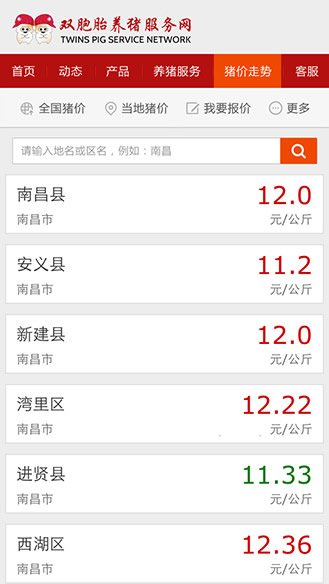 双胞胎养猪服务网
TWINS PIG SERVICE NETWORK
首页 动态 产品 养猪服务 猪价走势 客服
全国猪价 当地猪价 我要报价 更多
请输入地名或区名，例如：南昌
南昌县 12.0
南昌市 元/公斤
安义县 11.2
南昌市 元/公斤
新建县 12.0
南昌市 元/公斤
湾里区 12.22
南昌市 元/公斤
进贤县 11.33
南昌市 元/公斤
西湖区 12.36
南昌市 元/公斤